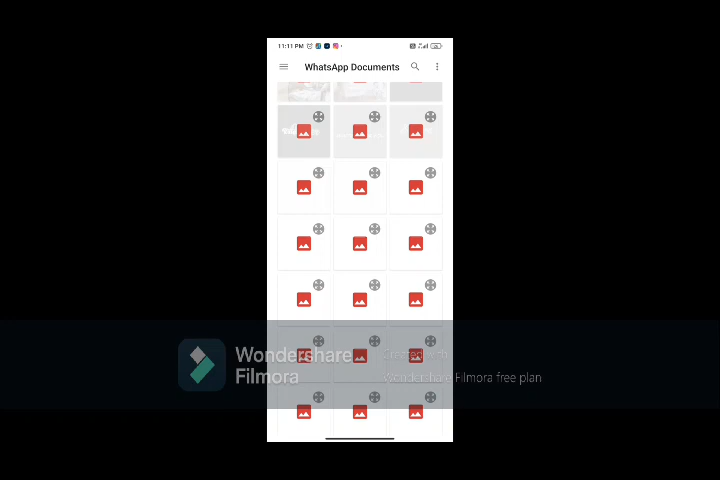 11:11 PM
WhatsApp Documents
Wondershare
Filmora
Created with
Wondershare Filmora free plan